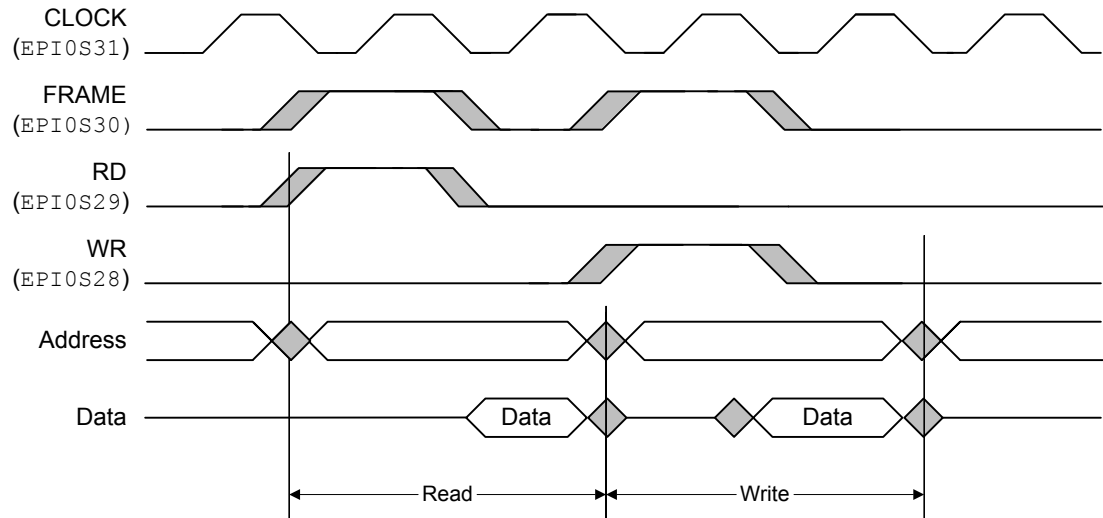 CLOCK
(EPI0S31)
FRAME
(EPI0S30)
RD
(EPI0S29)
WR
(EPI0S28)
Address
Data Data Data
Read Write